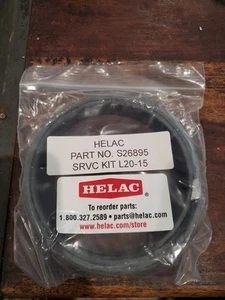 HELAC
PART NO. S26895
SRVC KIT L20-15
HELAC
To reorder parts:
1.800.327.2589 • parts@helac.com
www.helac.com/store